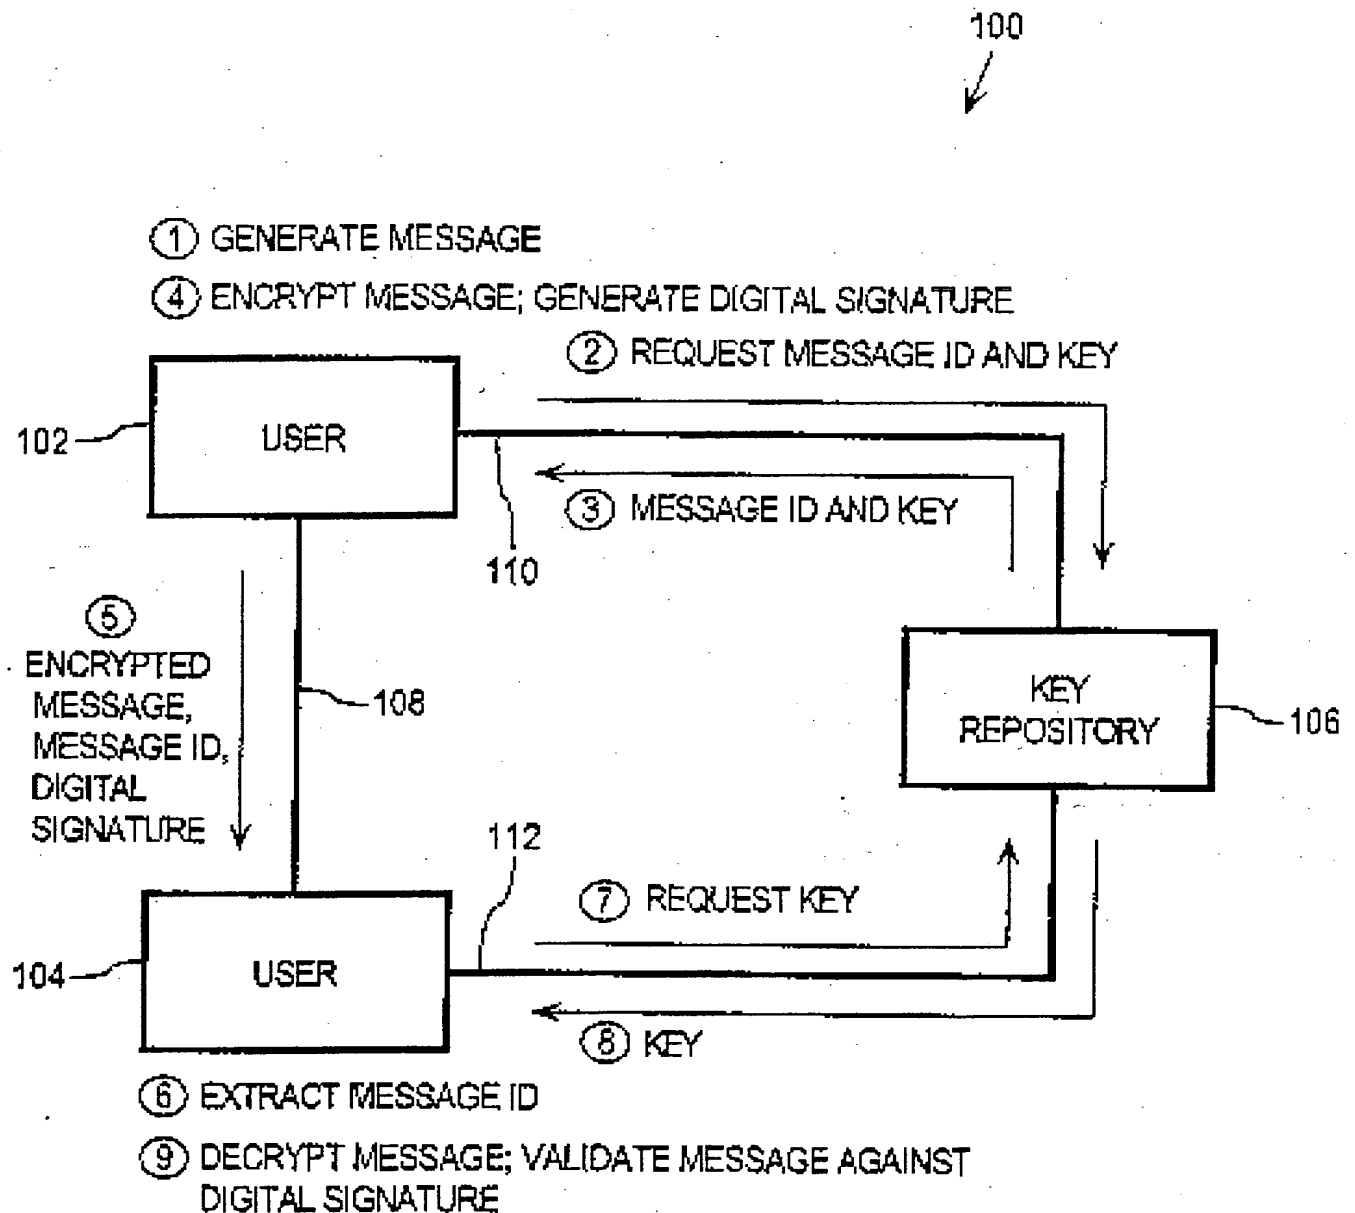 100
① GENERATE MESSAGE
④ ENCRYPT MESSAGE; GENERATE DIGITAL SIGNATURE
② REQUEST MESSAGE ID AND KEY
102
USER
③ MESSAGE ID AND KEY
110
⑤
ENCRYPTED
MESSAGE,
MESSAGE ID,
DIGITAL
SIGNATURE
108
KEY
REPOSITORY
106
112
⑦ REQUEST KEY
104
USER
⑧ KEY
⑥ EXTRACT MESSAGE ID
⑨ DECRYPT MESSAGE; VALIDATE MESSAGE AGAINST
DIGITAL SIGNATURE